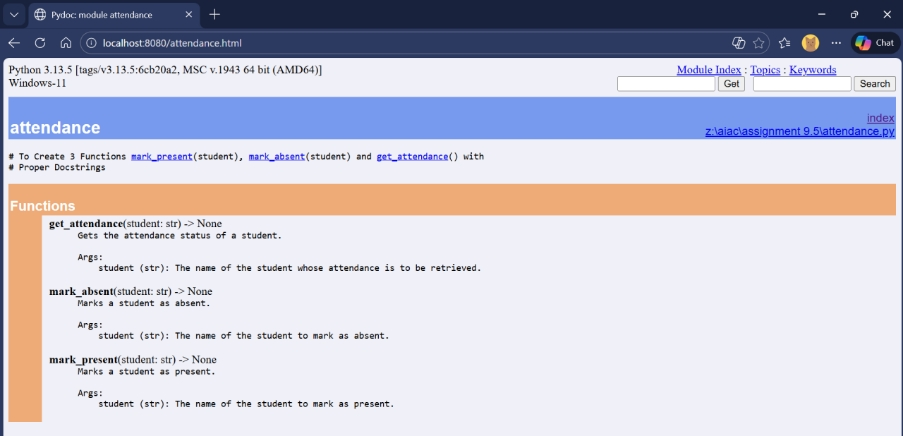 Pydoc: module attendance
localhost:8080/attendance.html
Chat
Python 3.13.5 [tags/v3.13.5:6cb20a2, MSC v.1943 64 bit (AMD64)]
Windows-11
Module Index : Topics : Keywords
Get
Search
attendance
index
z:\aiac\assignment 9.5\attendance.py
# To Create 3 Functions mark_present(student), mark_absent(student) and get_attendance() with
# Proper Docstrings
Functions
get_attendance(student: str) -> None
Gets the attendance status of a student.
Args:
student (str): The name of the student whose attendance is to be retrieved.
mark_absent(student: str) -> None
Marks a student as absent.
Args:
student (str): The name of the student to mark as absent.
mark_present(student: str) -> None
Marks a student as present.
Args:
student (str): The name of the student to mark as present.